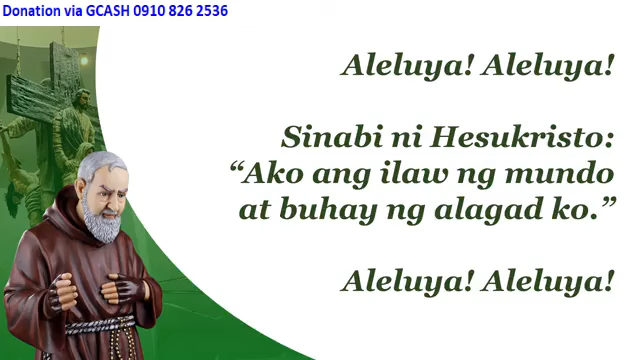 Donation via GCASH 0910 826 2536
Aleluya! Aleluya!
Sinabi ni Hesukristo:
“Ako ang ilaw ng mundo
at buhay ng alagad ko.”
Aleluya! Aleluya!